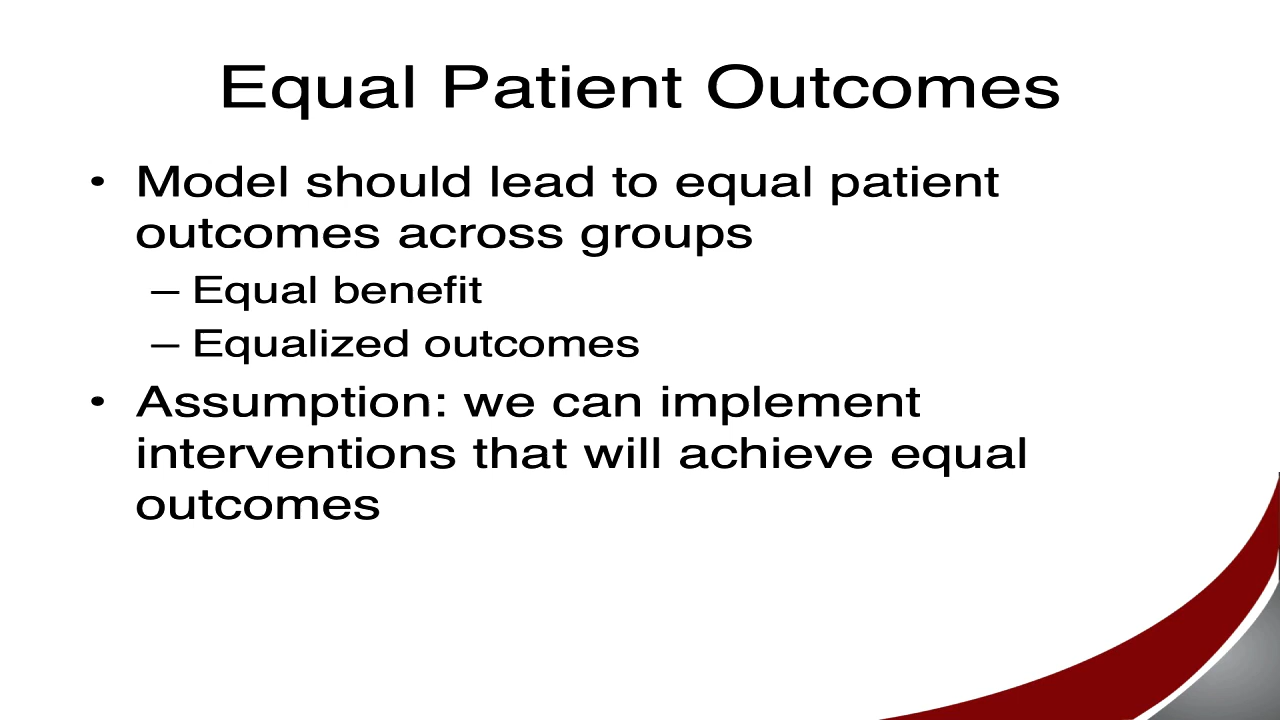 Equal Patient Outcomes
• Model should lead to equal patient
outcomes across groups
– Equal benefit
– Equalized outcomes
• Assumption: we can implement
interventions that will achieve equal
outcomes